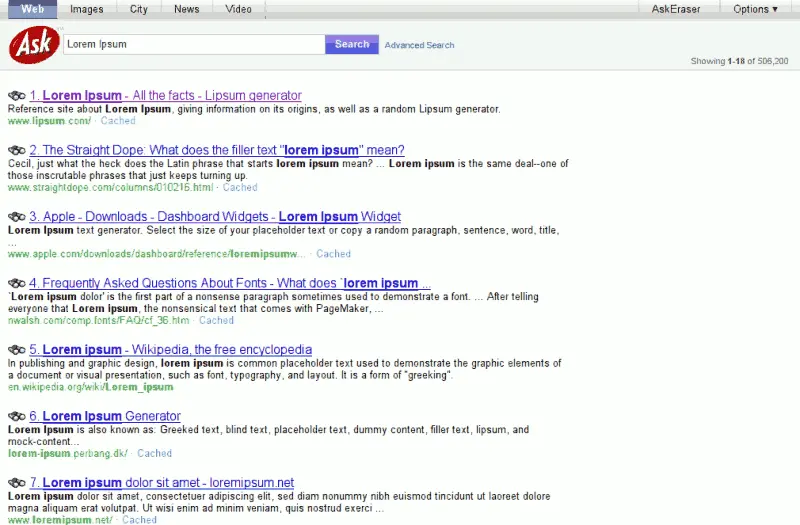 Web Images City News Video AskEraser Options ▾
Ask Lorem Ipsum Search Advanced Search
Showing 1-18 of 506,200
1. Lorem Ipsum - All the facts - Lipsum generator
Reference site about Lorem Ipsum, giving information on its origins, as well as a random Lipsum generator.
www.lipsum.com/ · Cached
2. The Straight Dope: What does the filler text "lorem ipsum" mean?
Cecil, just what the heck does the Latin phrase that starts lorem ipsum mean? ... Lorem ipsum is the same deal--one of
those inscrutable phrases that just keeps turning up.
www.straightdope.com/columns/010216.html · Cached
3. Apple - Downloads - Dashboard Widgets - Lorem Ipsum Widget
Lorem Ipsum text generator. Select the size of your placeholder text or copy a random paragraph, sentence, word, title,
...
www.apple.com/downloads/dashboard/reference/loremipsumw... · Cached
4. Frequently Asked Questions About Fonts - What does `lorem ipsum ...
`Lorem ipsum dolor' is the first part of a nonsense paragraph sometimes used to demonstrate a font. ... After telling
everyone that Lorem ipsum, the nonsensical text that comes with PageMaker, ...
nwalsh.com/comp.fonts/FAQ/cf_36.htm · Cached
5. Lorem ipsum - Wikipedia, the free encyclopedia
In publishing and graphic design, lorem ipsum is common placeholder text used to demonstrate the graphic elements of
a document or visual presentation, such as font, typography, and layout. It is a form of "greeking".
en.wikipedia.org/wiki/Lorem_ipsum
6. Lorem Ipsum Generator
Lorem Ipsum is also known as: Greeked text, blind text, placeholder text, dummy content, filler text, lipsum, and
mock-content...
lorem-ipsum.perbang.dk/ · Cached
7. Lorem ipsum dolor sit amet - loremipsum.net
Lorem ipsum dolor sit amet, consectetuer adipiscing elit, sed diam nonummy nibh euismod tincidunt ut laoreet dolore
magna aliquam erat volutpat. Ut wisi enim ad minim veniam, quis nostrud exerci ...
www.loremipsum.net/ · Cached